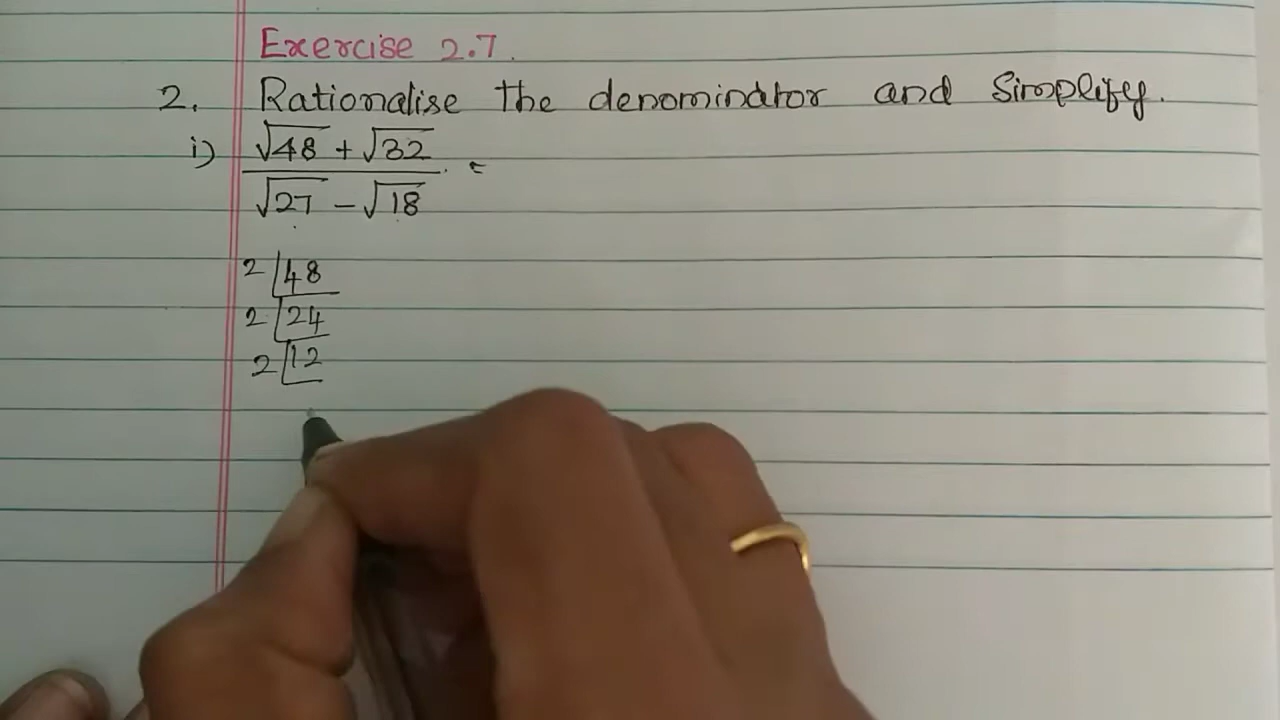 Exercise 2.7.
2. Rationalise the denominator and Simplify.
i) √48 + √32 =
√27 - √18
2 48
2 24
2 12